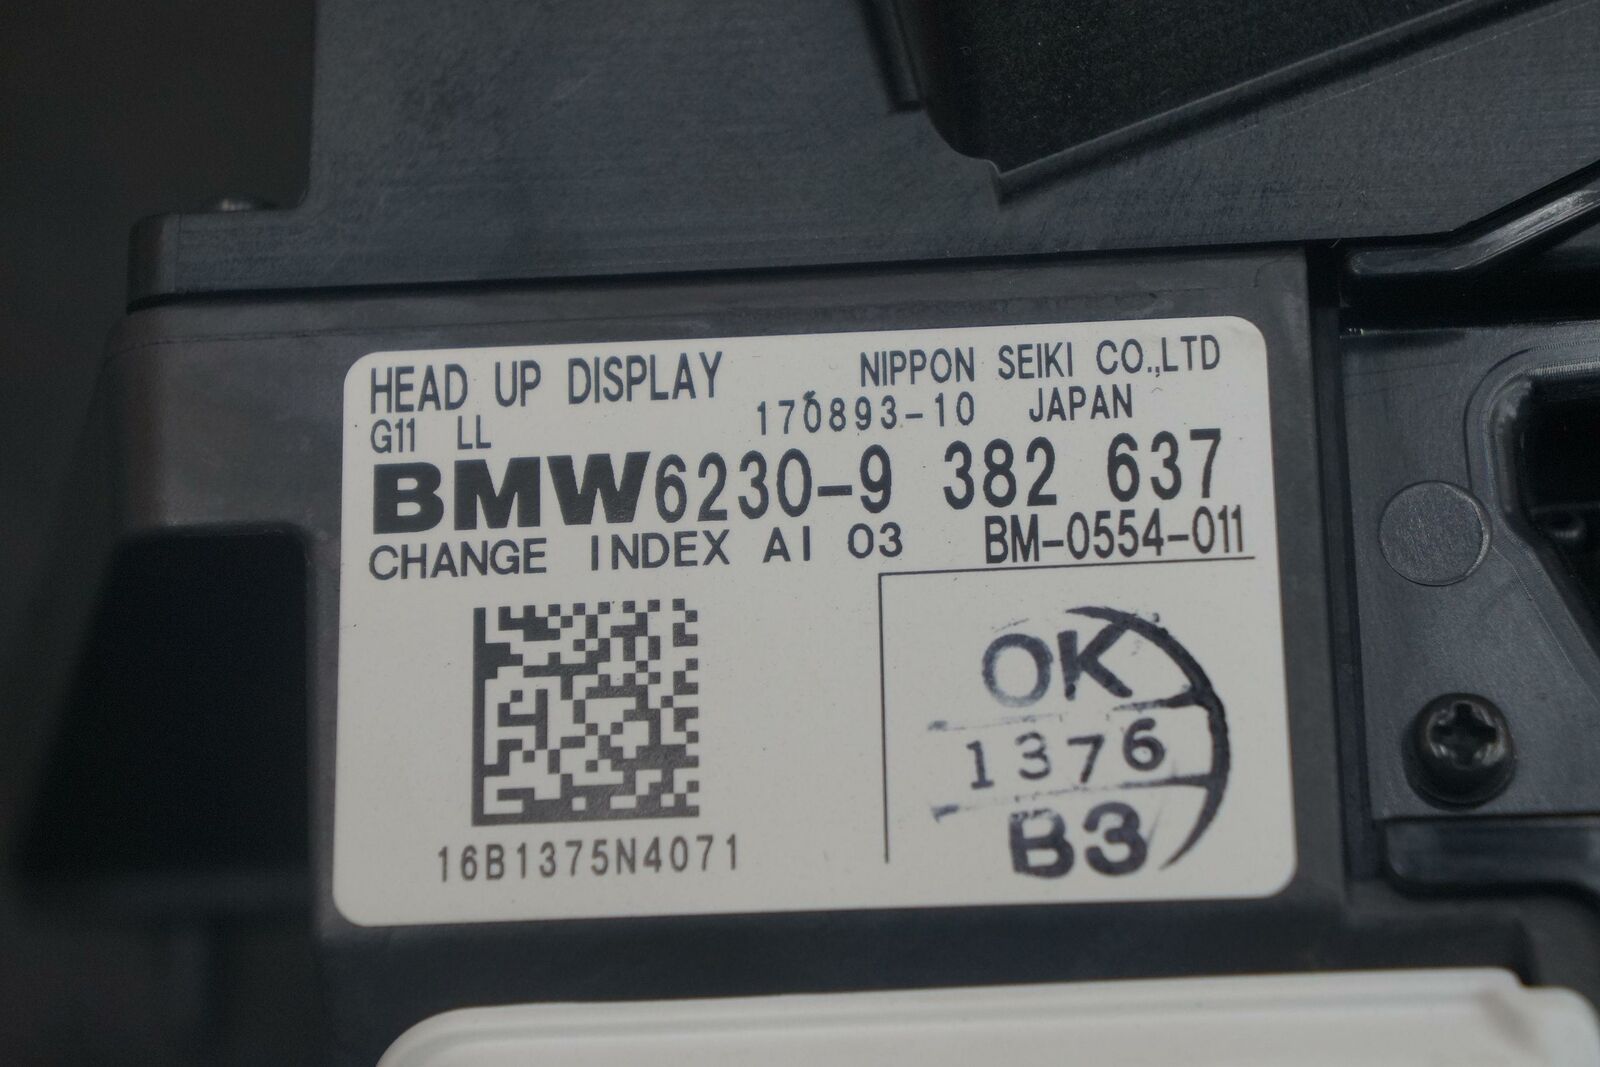 HEAD UP DISPLAY NIPPON SEIKI CO.,LTD
G11 LL 170893-10 JAPAN
BMW6230-9 382 637
CHANGE INDEX AI 03 BM-0554-011
OK
1376
B3
16B1375N4071